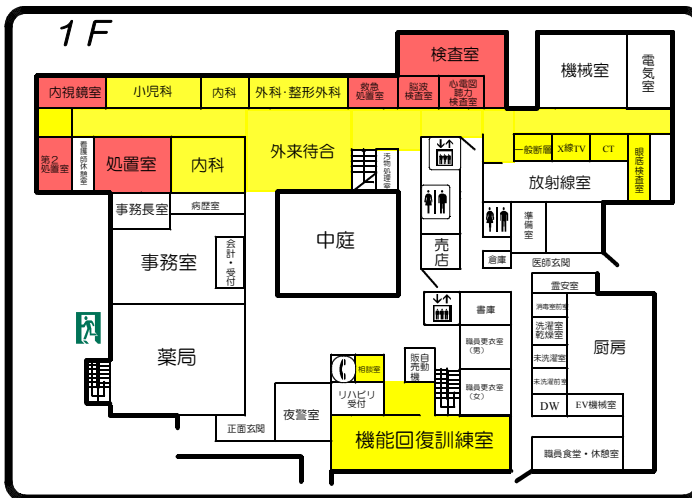 1F
検査室
機械室
電気室
内視鏡室
小児科
内科
外科・整形外科
救急
処置室
脳波
検査室
心電図
聴力
検査室
第2
処置室
看護師休憩室
処置室
内科
外来待合
汚物処理室
一般断層
X線TV
CT
眼底検査室
放射線室
事務長室
病歴室
中庭
売店
準備室
倉庫
医師玄関
事務室
会計・受付
霊安室
書庫
消毒室前室
洗濯室
乾燥室
厨房
薬局
職員更衣室
(男)
未洗濯室
相談室
自動
販売機
未洗濯前室
職員更衣室
(女)
リハビリ
受付
DW
EV機械室
正面玄関
夜警室
機能回復訓練室
職員食堂・休憩室